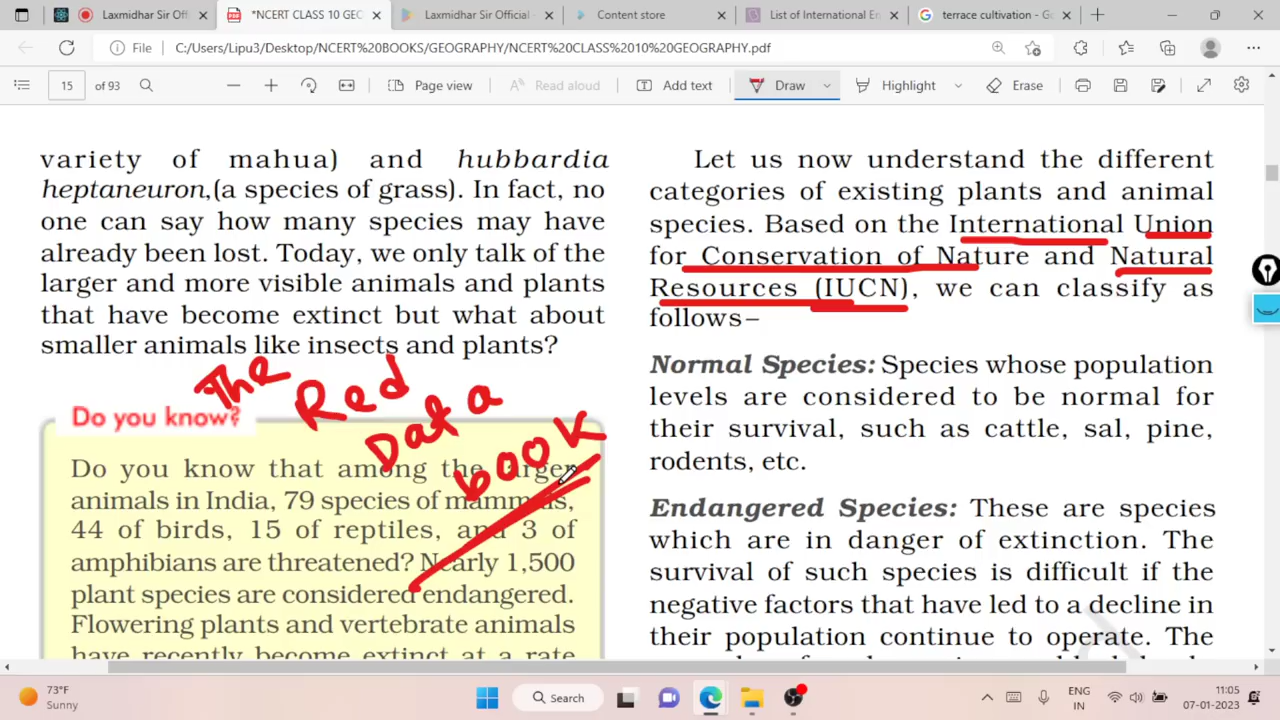 Laxmidhar Sir Off
*NCERT CLASS 10 GEC
Laxmidhar Sir Official -
Content store
List of International En
terrace cultivation - Go
File
C:/Users/Lipu3/Desktop/NCERT%20BOOKS/GEOGRAPHY/NCERT%20CLASS%2010%20GEOGRAPHY.pdf
15 of 93
Page view
Read aloud
Add text
Draw
Highlight
Erase
variety of mahua) and hubbardia
heptaneuron,(a species of grass). In fact, no
one can say how many species may have
already been lost. Today, we only talk of the
larger and more visible animals and plants
that have become extinct but what about
smaller animals like insects and plants?
The
Red
Data
book
Do you know?
Do you know that among the larger
animals in India, 79 species of mammals,
44 of birds, 15 of reptiles, and 3 of
amphibians are threatened? Nearly 1,500
plant species are considered endangered.
Flowering plants and vertebrate animals
have recently become extinct at a rate
Let us now understand the different
categories of existing plants and animal
species. Based on the International Union
for Conservation of Nature and Natural
Resources (IUCN), we can classify as
follows–
Normal Species: Species whose population
levels are considered to be normal for
their survival, such as cattle, sal, pine,
rodents, etc.
Endangered Species: These are species
which are in danger of extinction. The
survival of such species is difficult if the
negative factors that have led to a decline in
their population continue to operate. The
73°F
Sunny
Search
ENG
IN
11:05
07-01-2023